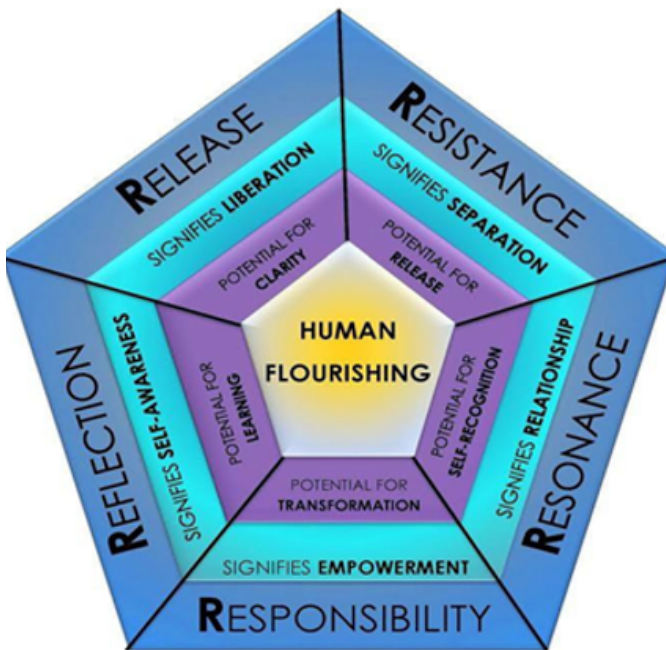 RELEASE
SIGNIFIES LIBERATION
POTENTIAL FOR
CLARITY
RESISTANCE
SIGNIFIES SEPARATION
POTENTIAL FOR
RELEASE
HUMAN
FLOURISHING
REFLECTION
SIGNIFIES SELF-AWARENESS
POTENTIAL FOR
LEARNING
POTENTIAL FOR
SELF-RECOGNITION
SIGNIFIES RELATIONSHIP
RESONANCE
POTENTIAL FOR
TRANSFORMATION
SIGNIFIES EMPOWERMENT
RESPONSIBILITY